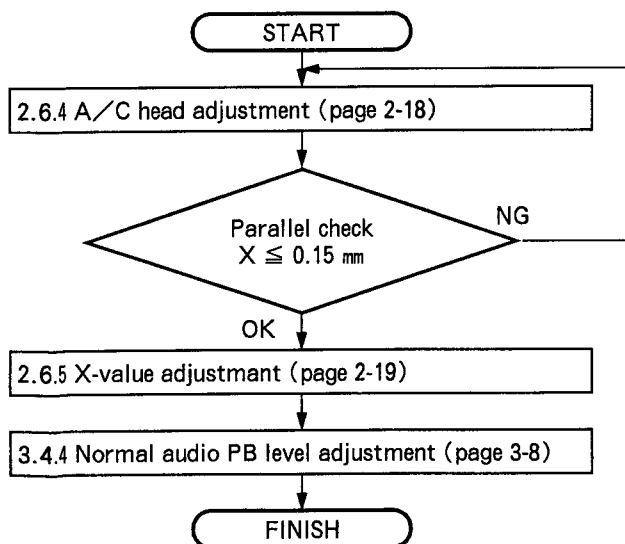 START
2.6.4 A／C head adjustment (page 2-18)
Parallel check
X ≦ 0.15 mm
NG
OK
2.6.5 X-value adjustmant (page 2-19)
3.4.4 Normal audio PB level adjustment (page 3-8)
FINISH